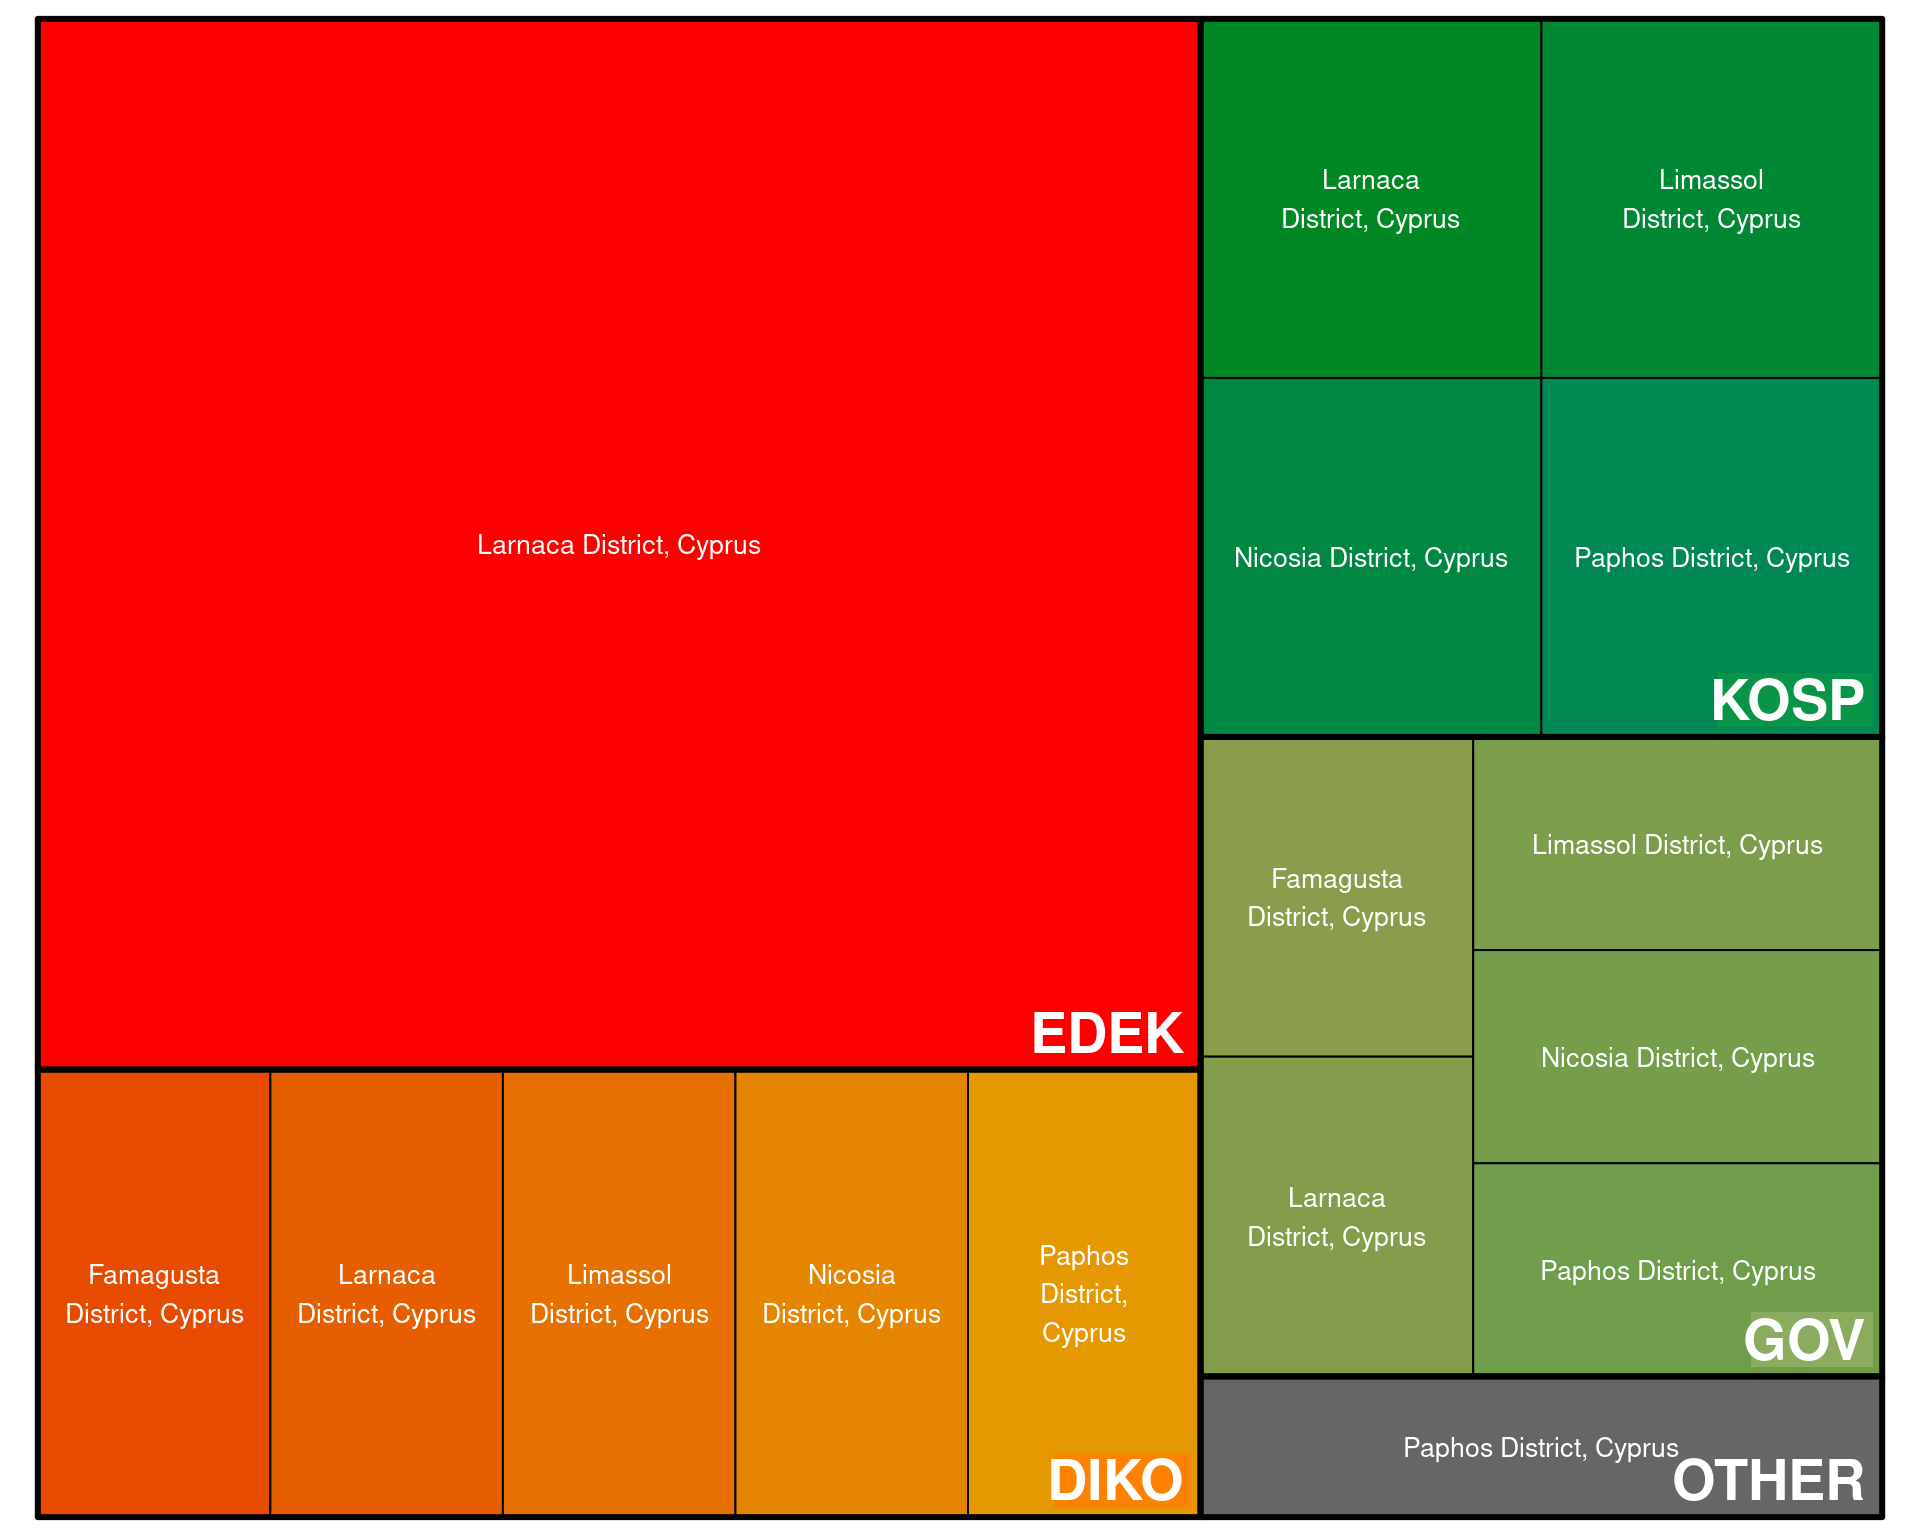 Larnaca District, Cyprus
EDEK
Larnaca
District, Cyprus
Limassol
District, Cyprus
Nicosia District, Cyprus
Paphos District, Cyprus
KOSP
Famagusta
District, Cyprus
Larnaca
District, Cyprus
Limassol
District, Cyprus
Nicosia
District, Cyprus
Paphos
District,
Cyprus
DIKO
Famagusta
District, Cyprus
Larnaca
District, Cyprus
Limassol District, Cyprus
Nicosia District, Cyprus
Paphos District, Cyprus
GOV
Paphos District, Cyprus
OTHER